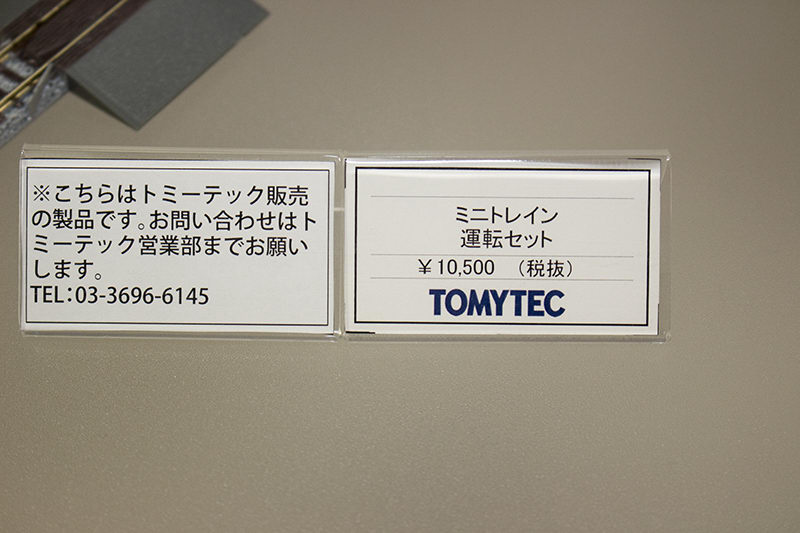 ※こちらはトミーテック販売
の製品です。お問い合わせはト
ミーテック営業部までお願い
します。
TEL：03-3696-6145
ミニトレイン
運転セット
￥10,500　（税抜）
TOMYTEC